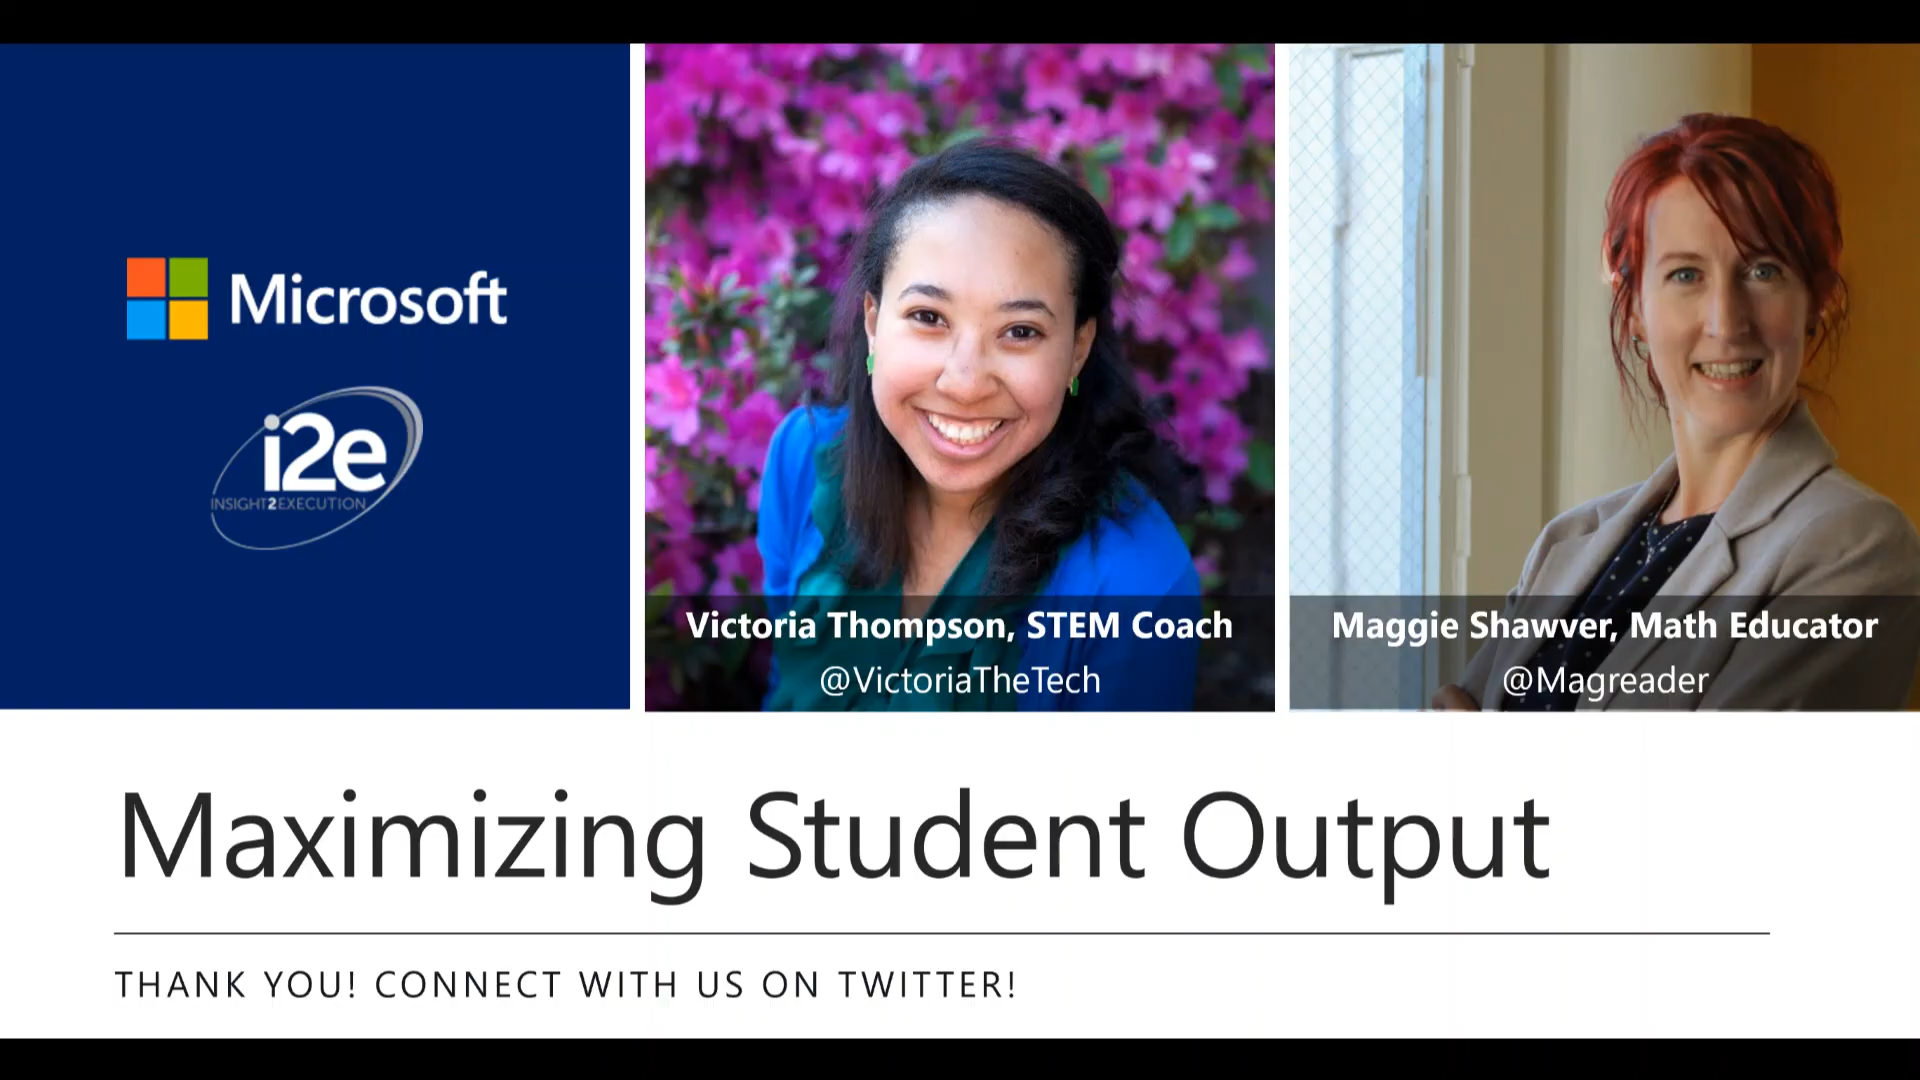 Microsoft
i2e
INSIGHT2EXECUTION
Victoria Thompson, STEM Coach
@VictoriaTheTech
Maggie Shawver, Math Educator
@Magreader
Maximizing Student Output
THANK YOU! CONNECT WITH US ON TWITTER!